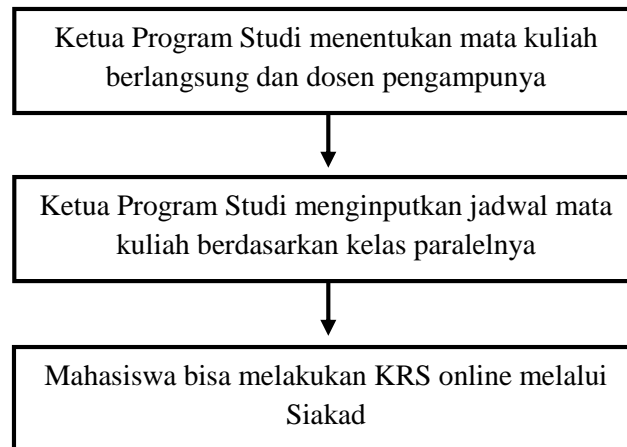 Ketua Program Studi menentukan mata kuliah
berlangsung dan dosen pengampunya
Ketua Program Studi menginputkan jadwal mata
kuliah berdasarkan kelas paralelnya
Mahasiswa bisa melakukan KRS online melalui
Siakad